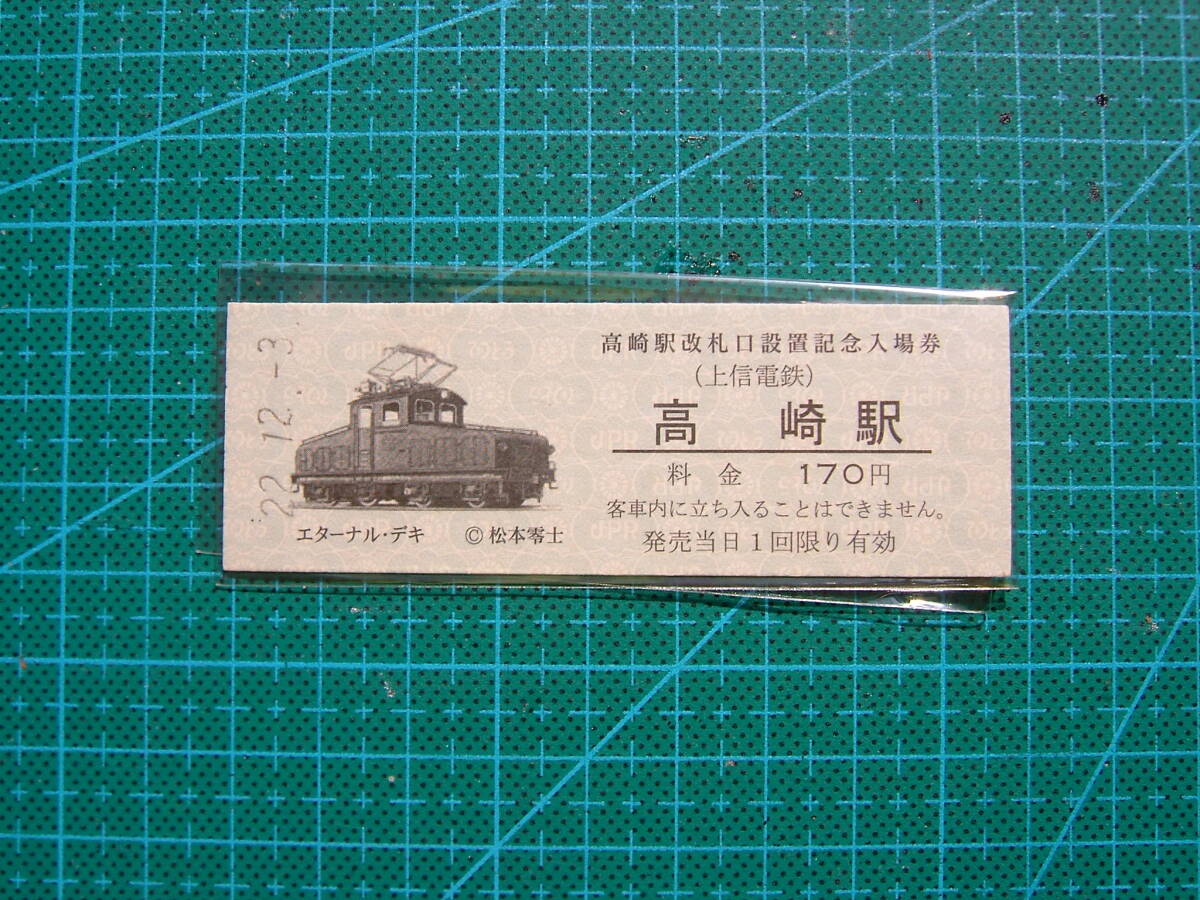 22.12.-3
エターナル・デキ　Ⓒ松本零士
高崎駅改札口設置記念入場券
（上信電鉄）
高崎駅
料金　170円
客車内に立ち入ることはできません。
発売当日1回限り有効